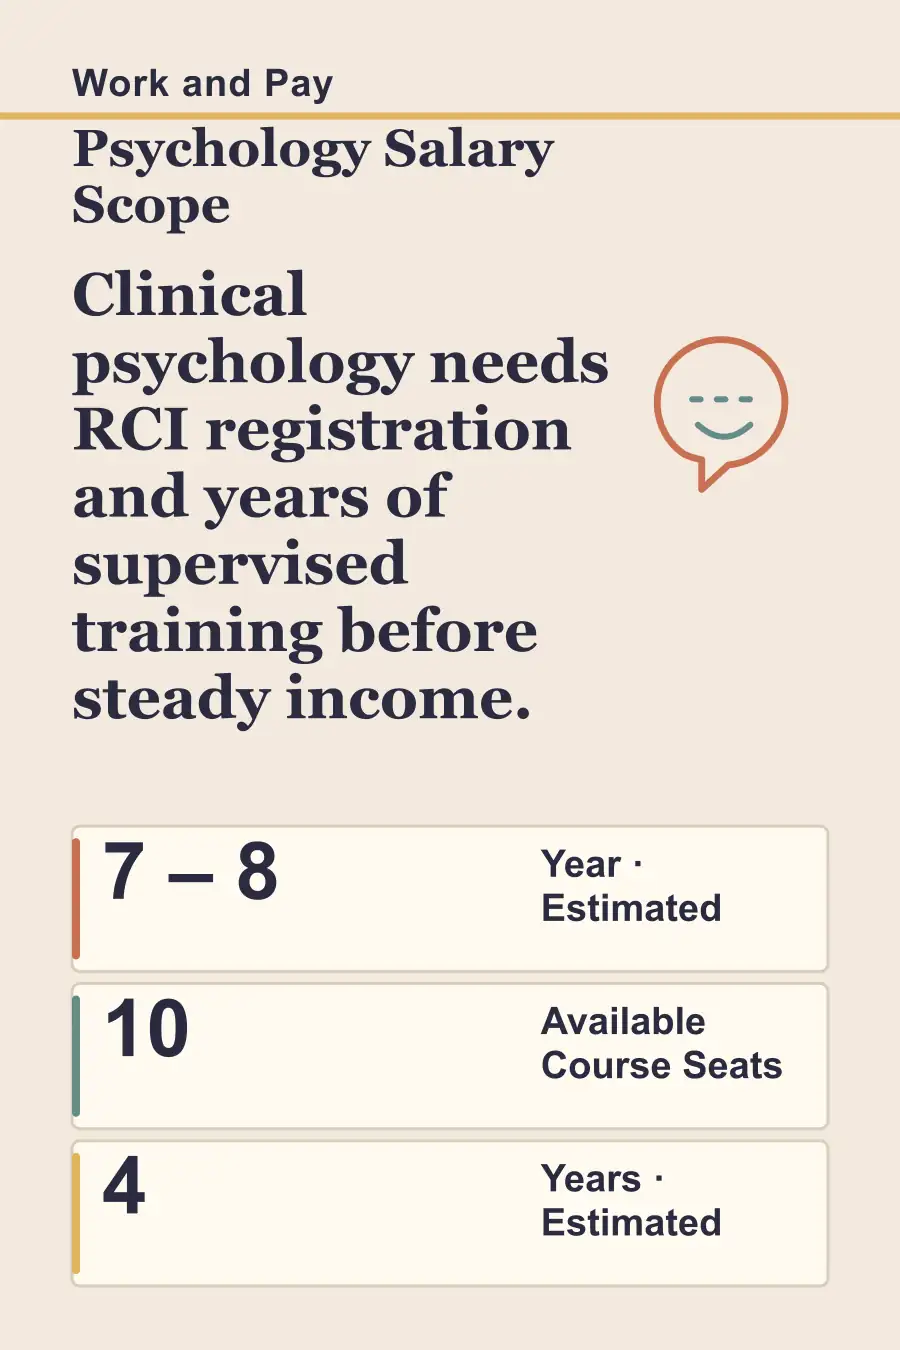 Work and Pay
Psychology Salary
Scope
Clinical
psychology needs
RCI registration
and years of
supervised
training before
steady income.
7 – 8
Year ·
Estimated
10
Available
Course Seats
4
Years ·
Estimated